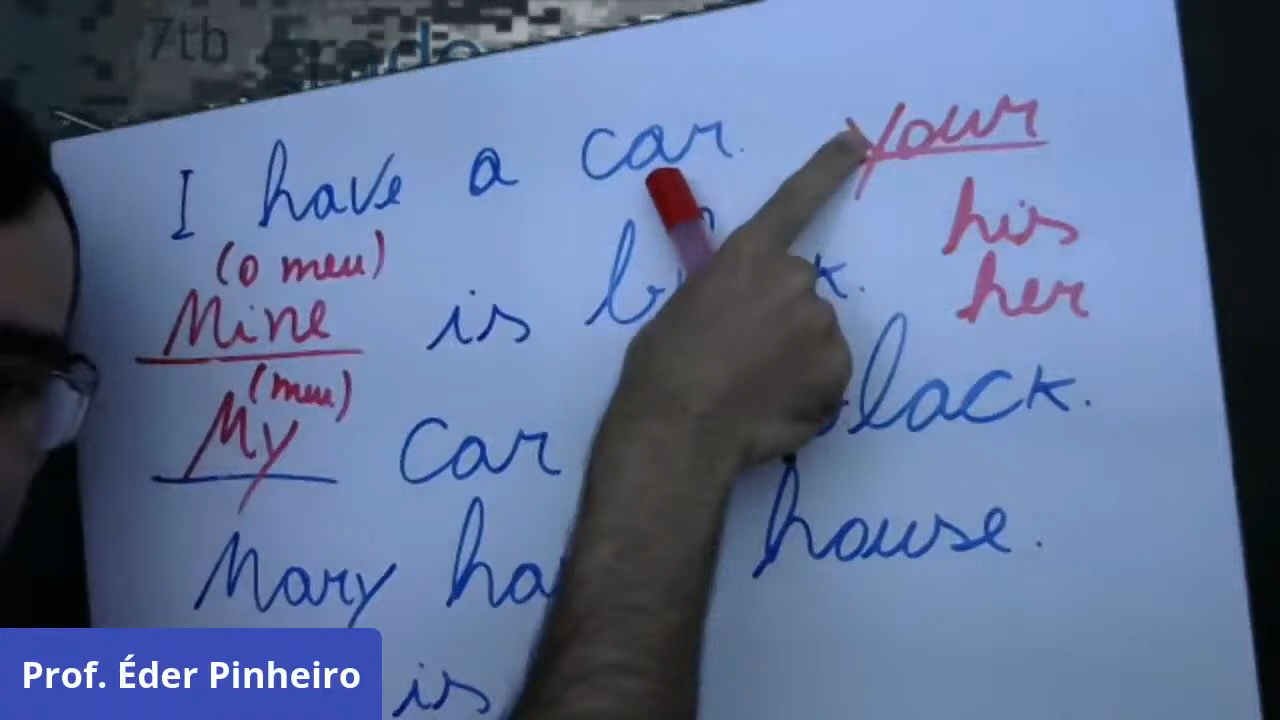 7th grade
I have a car. your
(o meu) his
Mine is k. her
(meu)
My car lack.
Mary ha house.
is
Prof. Éder Pinheiro